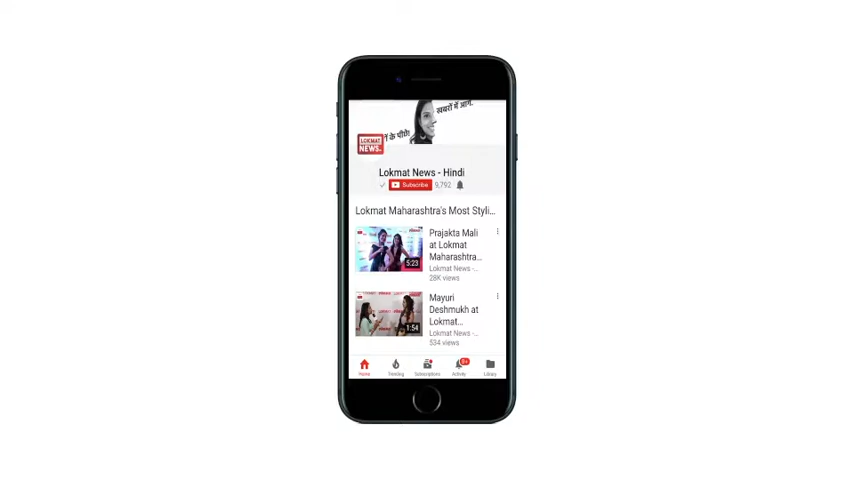 खबरों में आगे,
के पीछे!
LOKMAT
NEWS
Lokmat News - Hindi
Subscribe 9,792
Lokmat Maharashtra's Most Styli...
Prajakta Mali
at Lokmat
Maharashtra...
Lokmat News -...
28K views
5:23
Mayuri
Deshmukh at
Lokmat...
Lokmat News -...
534 views
1:54
Home Trending Subscriptions Activity Library
9+